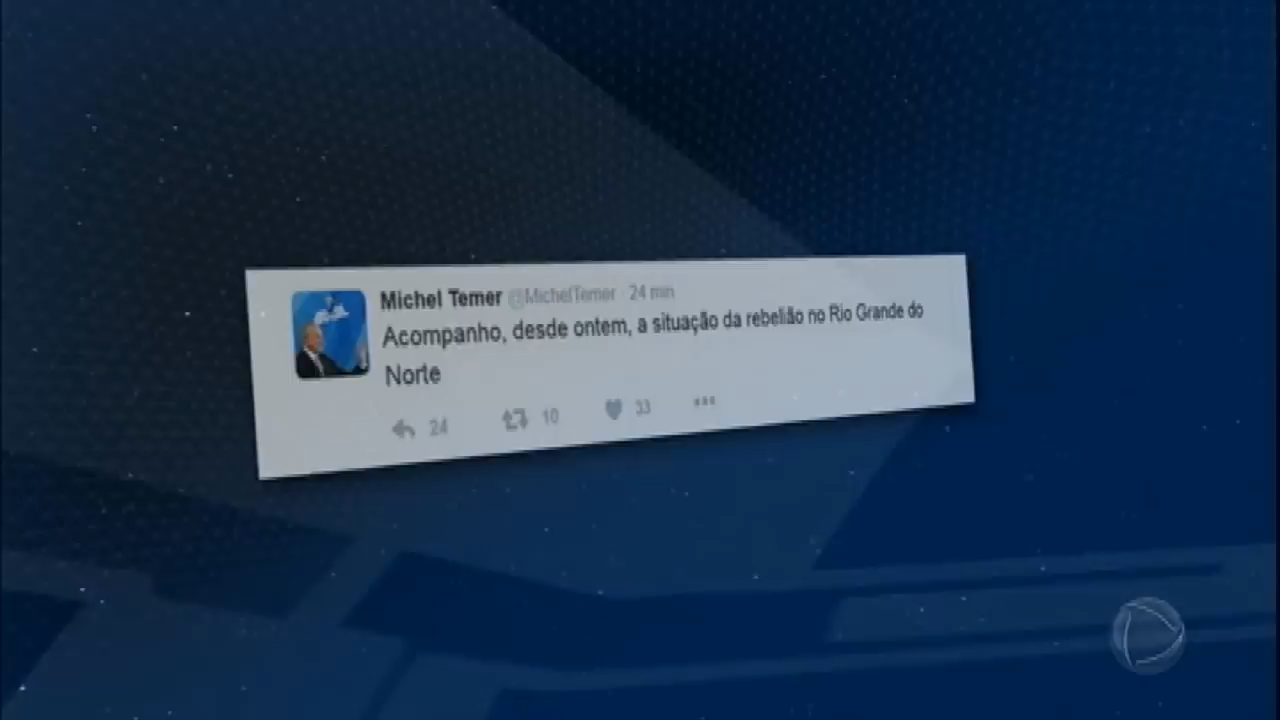 Michel Temer @MichelTemer · 24 min
Acompanho, desde ontem, a situação da rebelião no Rio Grande do
Norte
24 10 33